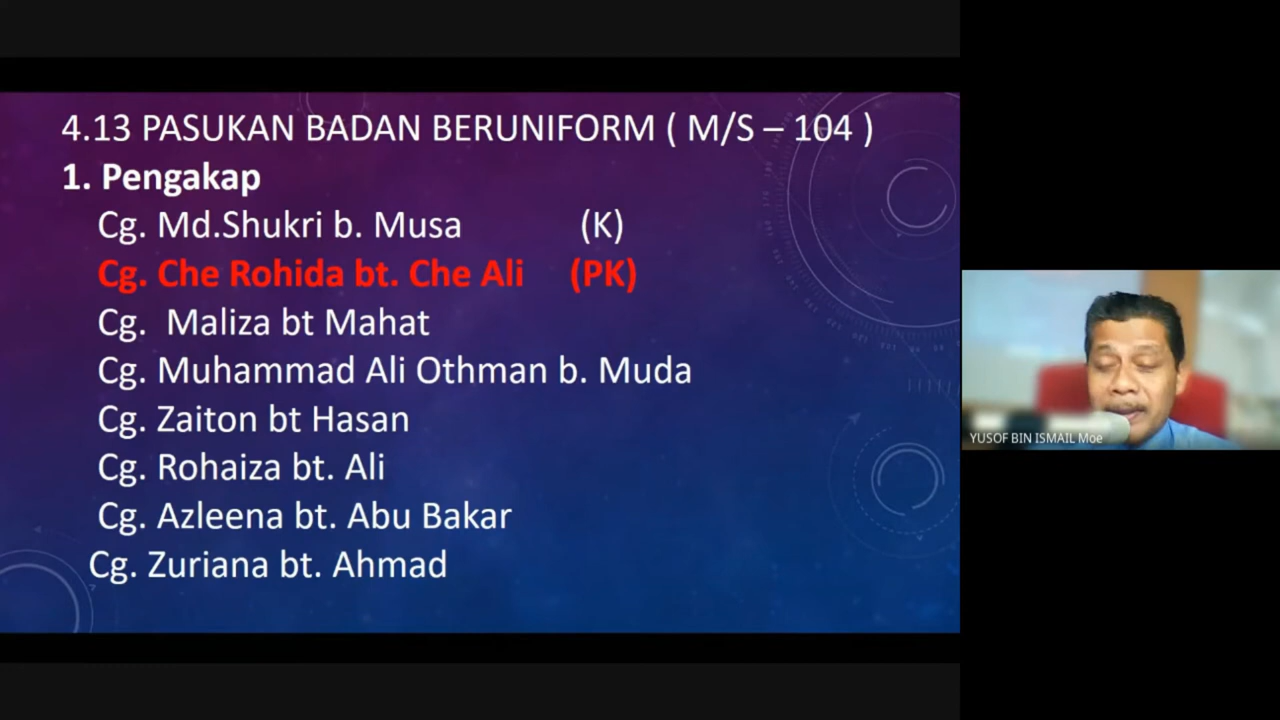 4.13 PASUKAN BADAN BERUNIFORM ( M/S – 104 )
1. Pengakap
Cg. Md.Shukri b. Musa (K)
Cg. Che Rohida bt. Che Ali (PK)
Cg. Maliza bt Mahat
Cg. Muhammad Ali Othman b. Muda
Cg. Zaiton bt Hasan
Cg. Rohaiza bt. Ali
Cg. Azleena bt. Abu Bakar
Cg. Zuriana bt. Ahmad
YUSOF BIN ISMAIL Moe